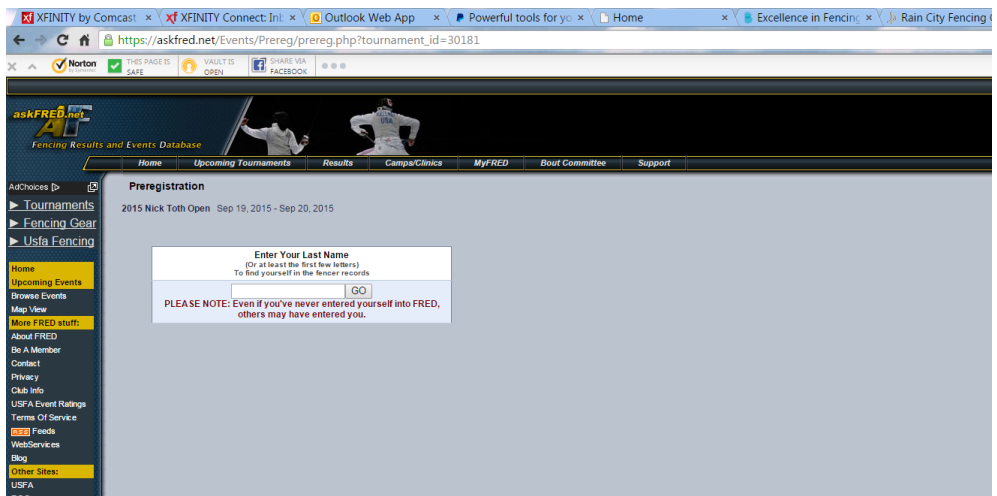 XFINITY by Comcast
XFINITY Connect: Inb
Outlook Web App
Powerful tools for yo
Home
Excellence in Fencing
Rain City Fencing
https://askfred.net/Events/Prereg/prereg.php?tournament_id=30181
Norton
by Symantec
THIS PAGE IS
SAFE
VAULT IS
OPEN
SHARE VIA
FACEBOOK
askFRED.net
Fencing Results and Events Database
Home Upcoming Tournaments Results Camps/Clinics MyFRED Bout Committee Support
AdChoices
Tournaments
Fencing Gear
Usfa Fencing
Home
Upcoming Events
Browse Events
Map View
More FRED stuff:
About FRED
Be A Member
Contact
Privacy
Club Info
USFA Event Ratings
Terms Of Service
RSS Feeds
WebServices
Blog
Other Sites:
USFA
Preregistration
2015 Nick Toth Open Sep 19, 2015 - Sep 20, 2015
Enter Your Last Name
(Or at least the first few letters)
To find yourself in the fencer records
GO
PLEASE NOTE: Even if you've never entered yourself into FRED,
others may have entered you.